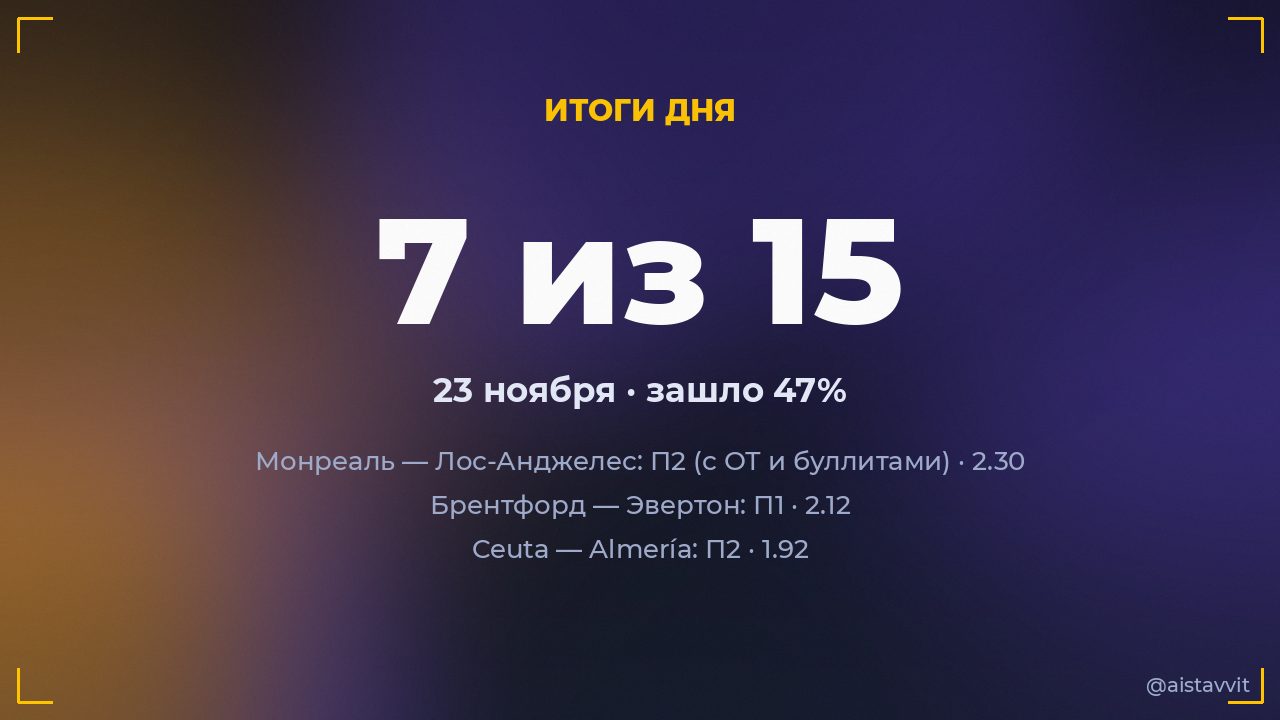 ИТОГИ ДНЯ
7 из 15
23 ноября · зашло 47%
Монреаль — Лос-Анджелес: П2 (с ОТ и буллитами) · 2.30
Брентфорд — Эвертон: П1 · 2.12
Ceuta — Almería: П2 · 1.92
@aistavvit